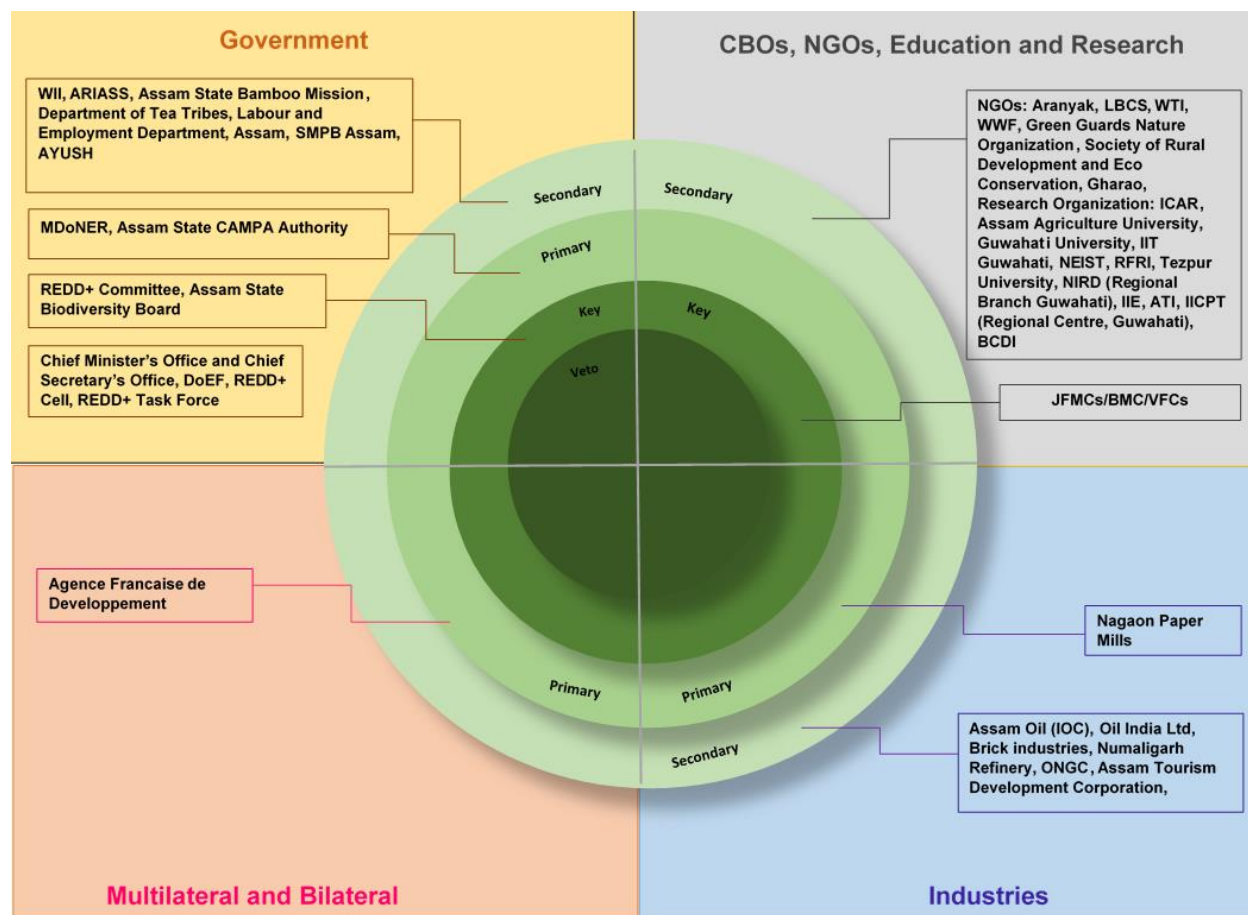 Government
WII, ARIASS, Assam State Bamboo Mission,
Department of Tea Tribes, Labour and
Employment Department, Assam, SMPB Assam,
AYUSH
MDoNER, Assam State CAMPA Authority
REDD+ Committee, Assam State
Biodiversity Board
Chief Minister's Office and Chief
Secretary's Office, DoEF, REDD+
Cell, REDD+ Task Force
Secondary
Primary
Key
Veto
CBOs, NGOs, Education and Research
Secondary
Key
NGOs: Aranyak, LBCS, WTI,
WWF, Green Guards Nature
Organization, Society of Rural
Development and Eco
Conservation, Gharao,
Research Organization: ICAR,
Assam Agriculture University,
Guwahati University, IIT
Guwahati, NEIST, RFRI, Tezpur
University, NIRD (Regional
Branch Guwahati), IIE, ATI, IICPT
(Regional Centre, Guwahati),
BCDI
JFMCs/BMC/VFCs
Agence Francaise de
Developpement
Primary
Multilateral and Bilateral
Primary
Secondary
Nagaon Paper
Mills
Assam Oil (IOC), Oil India Ltd,
Brick industries, Numaligarh
Refinery, ONGC, Assam Tourism
Development Corporation,
Industries